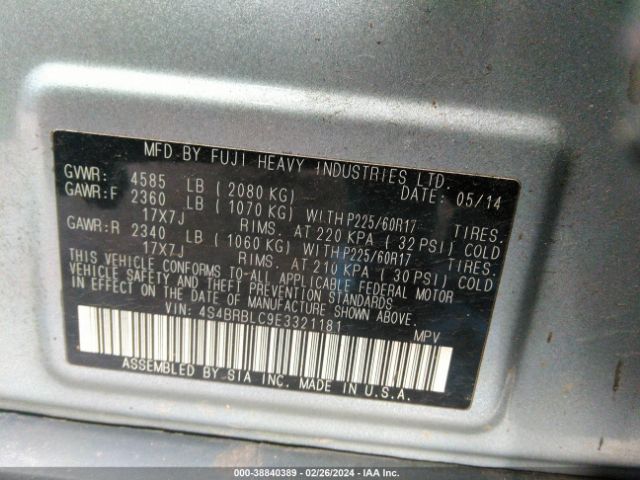 MFD BY FUJI HEAVY INDUSTRIES LTD.
GVWR: 4585 LB ( 2080 KG) DATE: 05/14
GAWR:F 2360 LB ( 1070 KG) WITH P225/60R17 TIRES.
17X7J RIMS. AT 220 KPA ( 32 PSI) COLD
GAWR:R 2340 LB ( 1060 KG) WITH P225/60R17 TIRES.
17X7J RIMS. AT 210 KPA ( 30 PSI) COLD
THIS VEHICLE CONFORMS TO ALL APPLICABLE FEDERAL MOTOR
VEHICLE SAFETY AND THEFT PREVENTION STANDARDS
IN EFFECT ON THE DATE OF MANUFACTURE SHOWN ABOVE.
VIN: 4S4BRBLC9E3321181 MPV
ASSEMBLED BY SIA INC. MADE IN U.S.A.
000-38840389 - 02/26/2024 - IAA Inc.